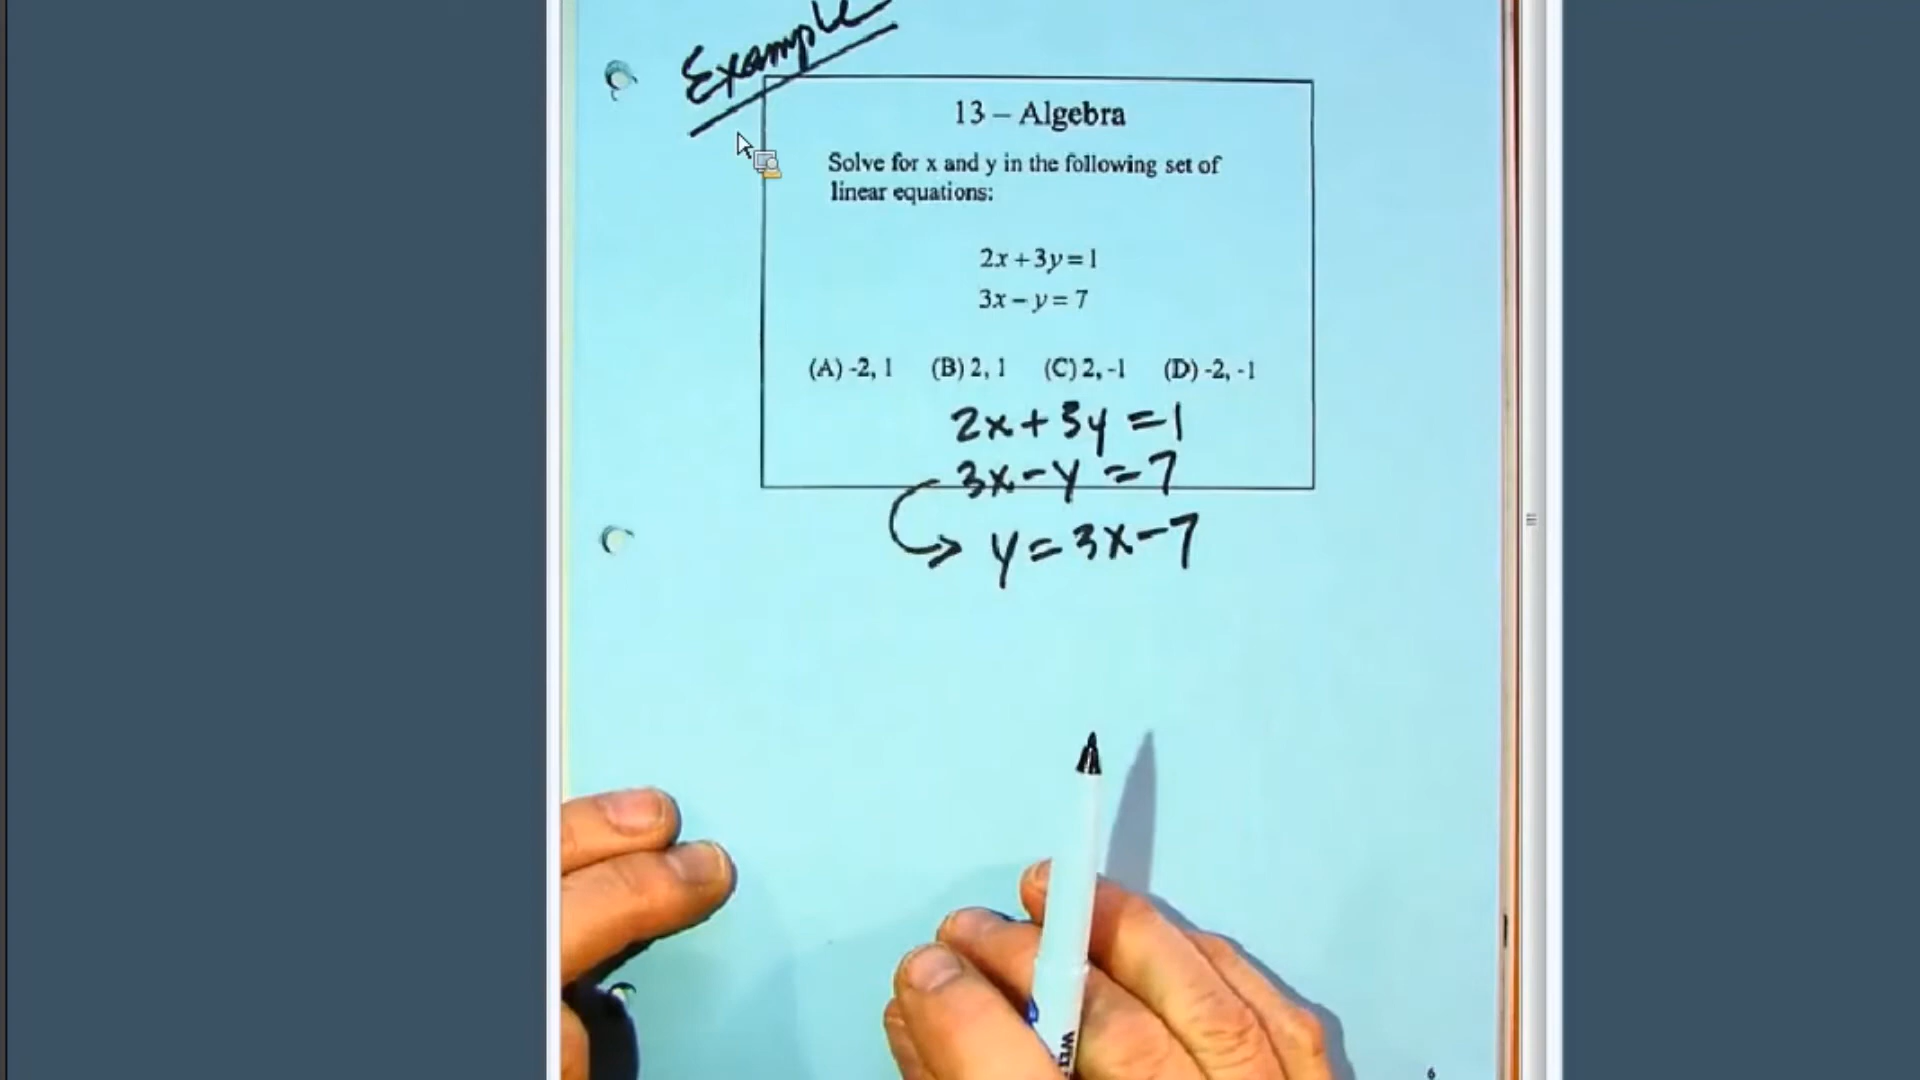 Example
13 – Algebra
Solve for x and y in the following set of
linear equations:
2x + 3y = 1
3x – y = 7
(A) -2, 1 (B) 2, 1 (C) 2, -1 (D) -2, -1
2x + 3y = 1
3x - y = 7
y = 3x - 7
6